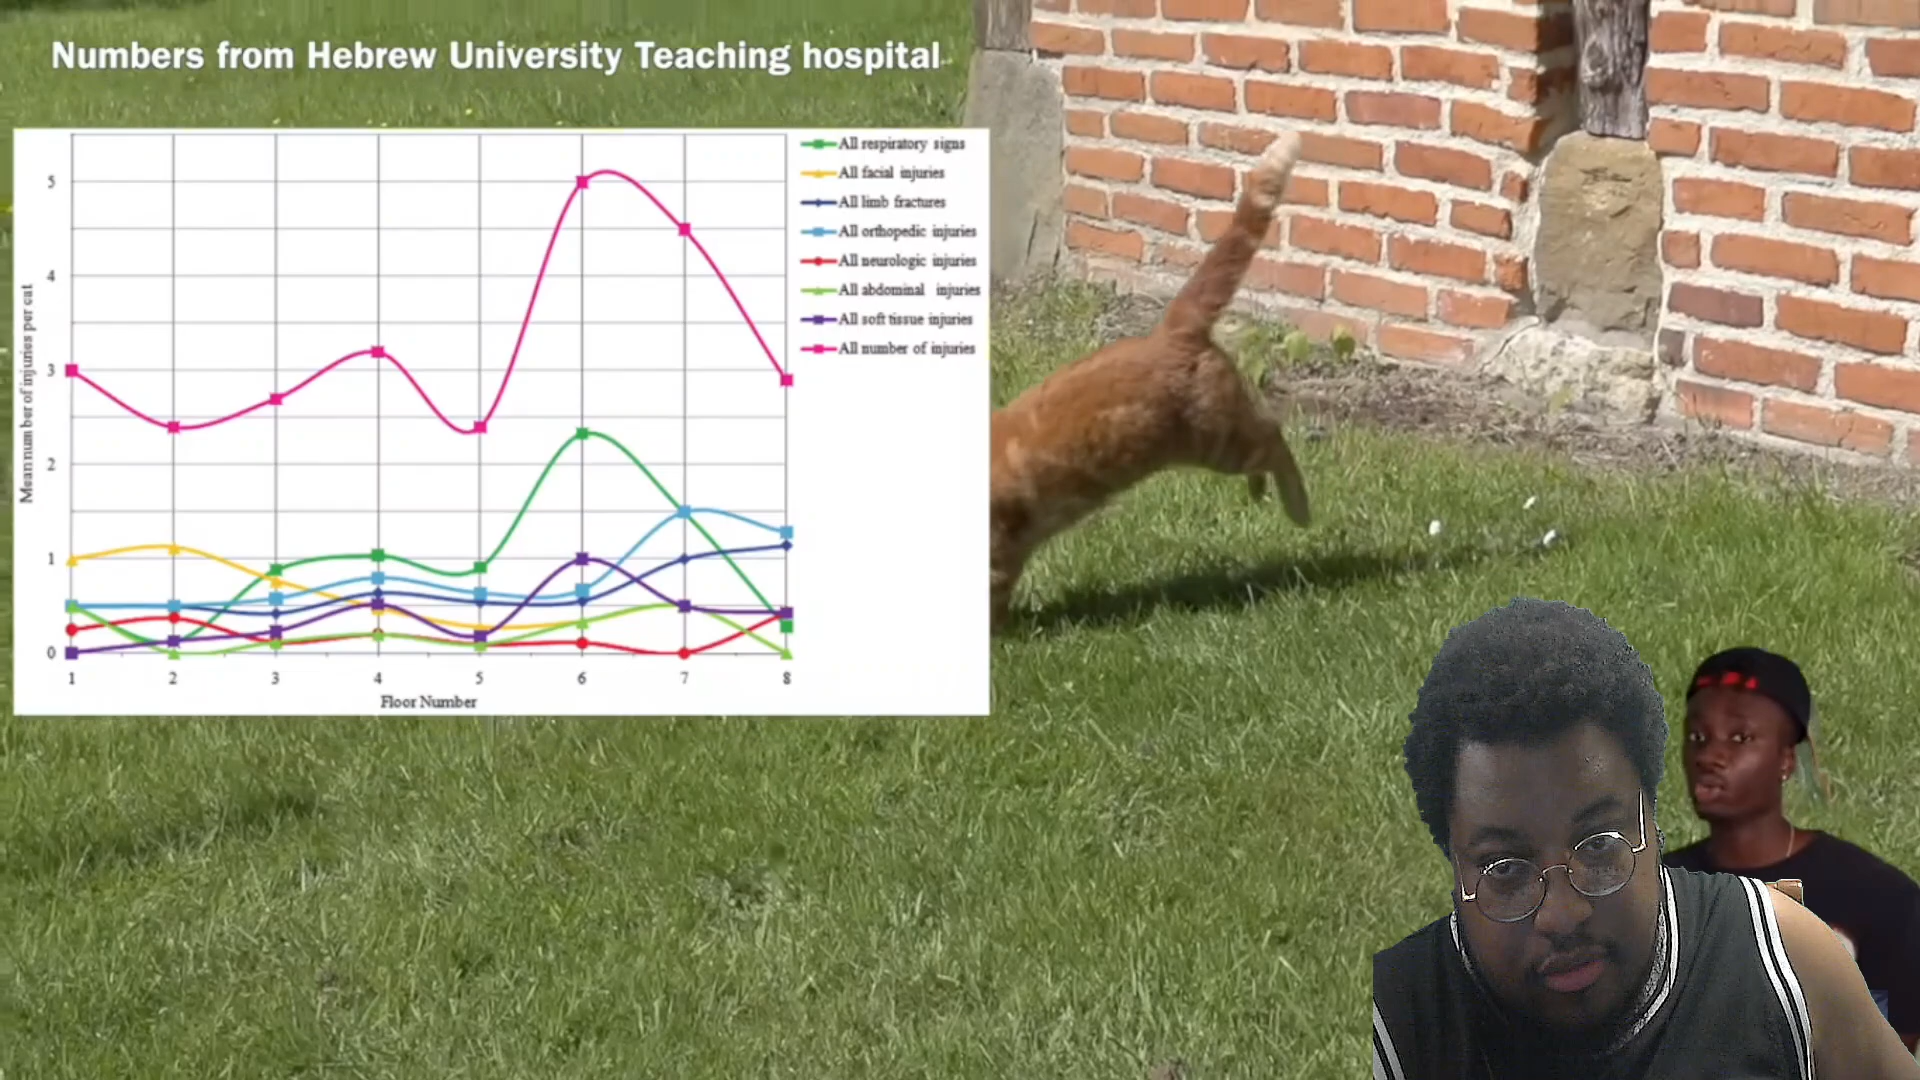 Numbers from Hebrew University Teaching hospital
All respiratory signs
All facial injuries
All limb fractures
All orthopedic injuries
All neurologic injuries
All abdominal injuries
All soft tissue injuries
All number of injuries
Mean number of injuries per cat
5
4
3
2
1
0
1 2 3 4 5 6 7 8
Floor Number